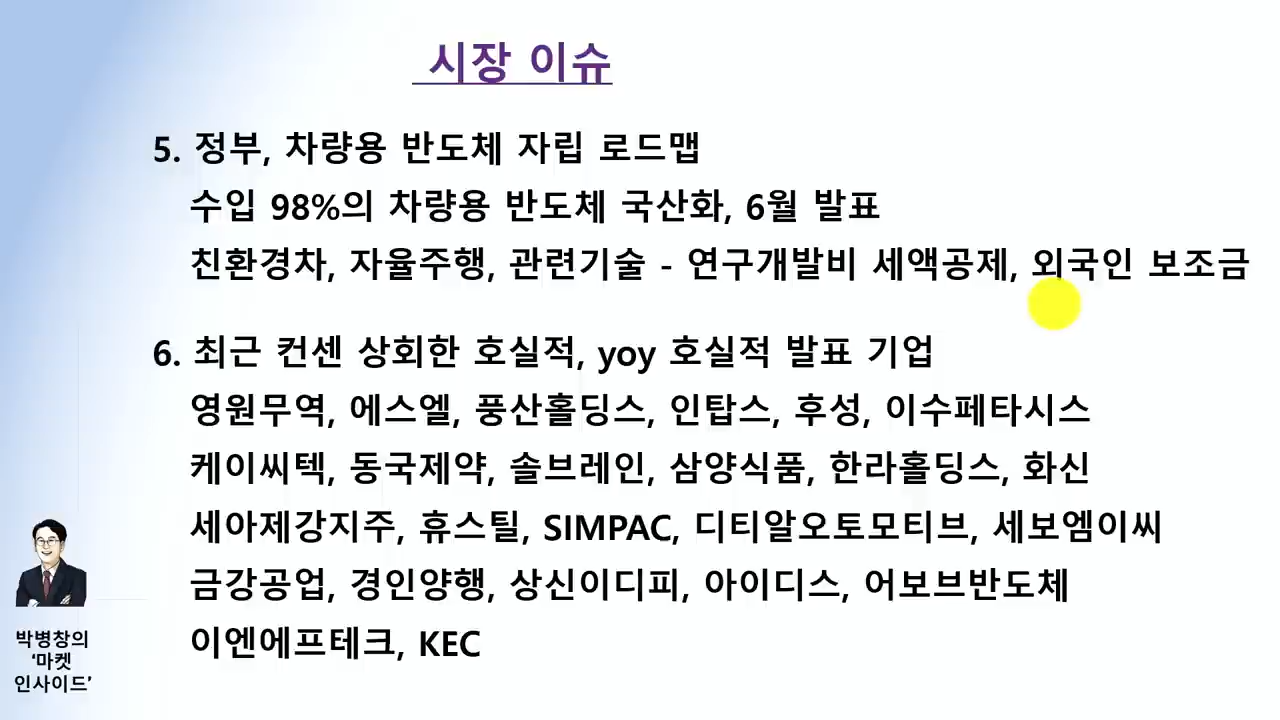 시장 이슈
5. 정부, 차량용 반도체 자립 로드맵
수입 98%의 차량용 반도체 국산화, 6월 발표
친환경차, 자율주행, 관련기술 - 연구개발비 세액공제, 외국인 보조금
6. 최근 컨센 상회한 호실적, yoy 호실적 발표 기업
영원무역, 에스엘, 풍산홀딩스, 인탑스, 후성, 이수페타시스
케이씨텍, 동국제약, 솔브레인, 삼양식품, 한라홀딩스, 화신
세아제강지주, 휴스틸, SIMPAC, 디티알오토모티브, 세보엠이씨
금강공업, 경인양행, 상신이디피, 아이디스, 어보브반도체
이엔에프테크, KEC
박병창의
‘마켓
인사이드’